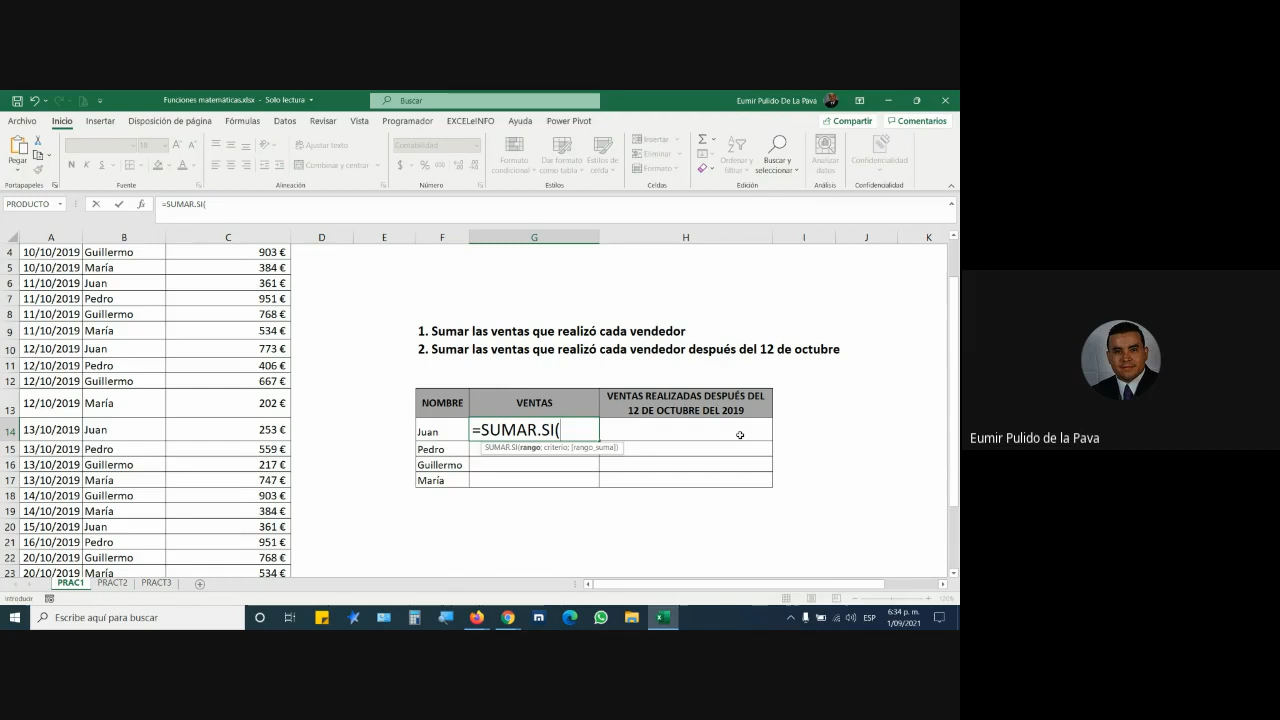 Funciones matemáticas.xlsx - Solo lectura
Buscar
Eumir Pulido De La Pava
Archivo Inicio Insertar Disposición de página Fórmulas Datos Revisar Vista Programador EXCELeINFO Ayuda Power Pivot Compartir Comentarios
Pegar
18
N K S
Ajustar texto
Combinar y centrar
Contabilidad
$ % 000
Formato condicional
Dar formato como tabla
Estilos de celda
Insertar
Eliminar
Formato
Ordenar y filtrar
Buscar y seleccionar
Analizar datos
Confidencialidad
Portapapeles Fuente Alineación Número Estilos Celdas Edición Análisis Confidencialidad
PRODUCTO fx =SUMAR.SI(
A B C D E F G H I J K
4 10/10/2019 Guillermo 903 €
5 10/10/2019 María 384 €
6 11/10/2019 Juan 361 €
7 11/10/2019 Pedro 951 €
8 11/10/2019 Guillermo 768 €
9 11/10/2019 María 534 €
10 12/10/2019 Juan 773 €
11 12/10/2019 Pedro 406 €
12 12/10/2019 Guillermo 667 €
13 12/10/2019 María 202 €
14 13/10/2019 Juan 253 €
15 13/10/2019 Pedro 559 €
16 13/10/2019 Guillermo 217 €
17 13/10/2019 María 747 €
18 14/10/2019 Guillermo 903 €
19 14/10/2019 María 384 €
20 15/10/2019 Juan 361 €
21 16/10/2019 Pedro 951 €
22 20/10/2019 Guillermo 768 €
23 20/10/2019 María 534 €
1. Sumar las ventas que realizó cada vendedor
2. Sumar las ventas que realizó cada vendedor después del 12 de octubre
NOMBRE VENTAS VENTAS REALIZADAS DESPUÉS DEL
12 DE OCTUBRE DEL 2019
Juan =SUMAR.SI(
SUMAR.SI(rango; criterio; [rango_suma])
Pedro
Guillermo
María
PRAC1 PRACT2 PRACT3
Introducir
Escribe aquí para buscar
ESP
6:34 p. m.
1/09/2021
Eumir Pulido de la Pava